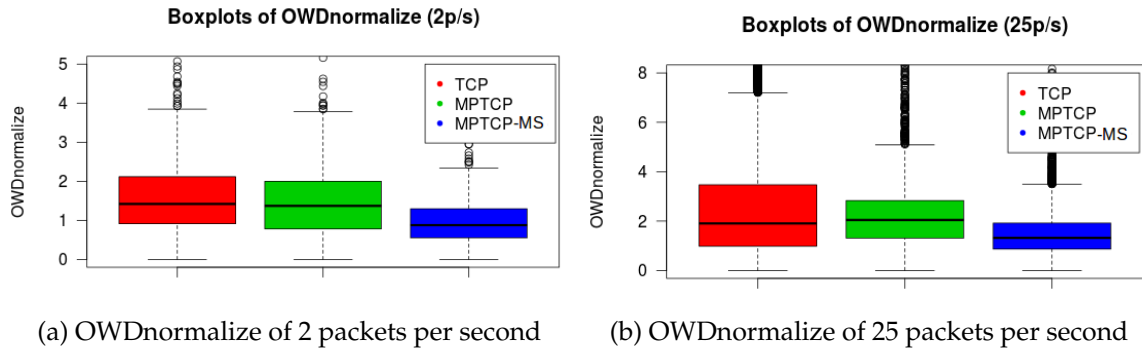 Boxplots of OWDnormalize (2p/s)
OWDnormalize
5
4
3
2
1
0
TCP
MPTCP
MPTCP-MS
(a) OWDnormalize of 2 packets per second
Boxplots of OWDnormalize (25p/s)
OWDnormalize
8
6
4
2
0
TCP
MPTCP
MPTCP-MS
(b) OWDnormalize of 25 packets per second